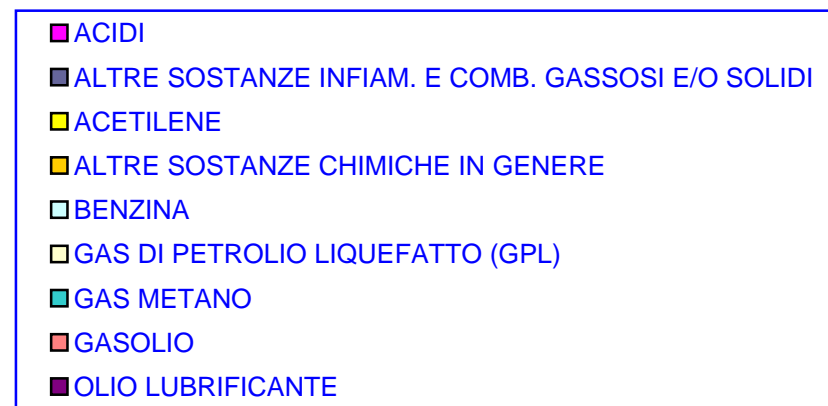 ACIDI
ALTRE SOSTANZE INFIAM. E COMB. GASSOSI E/O SOLIDI
ACETILENE
ALTRE SOSTANZE CHIMICHE IN GENERE
BENZINA
GAS DI PETROLIO LIQUEFATTO (GPL)
GAS METANO
GASOLIO
OLIO LUBRIFICANTE